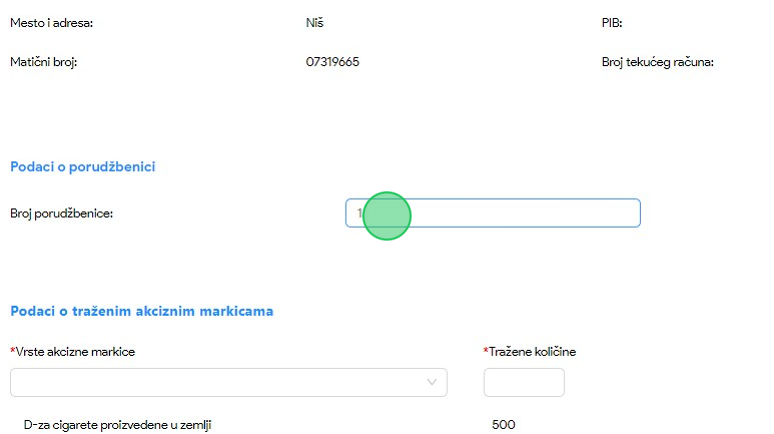 Mesto i adresa: Niš PIB:
Matični broj: 07319665 Broj tekućeg računa:
Podaci o porudžbenici
Broj porudžbenice: 1
Podaci o traženim akciznim markicama
*Vrste akcizne markice *Tražene količine
D-za cigarete proizvedene u zemlji 500